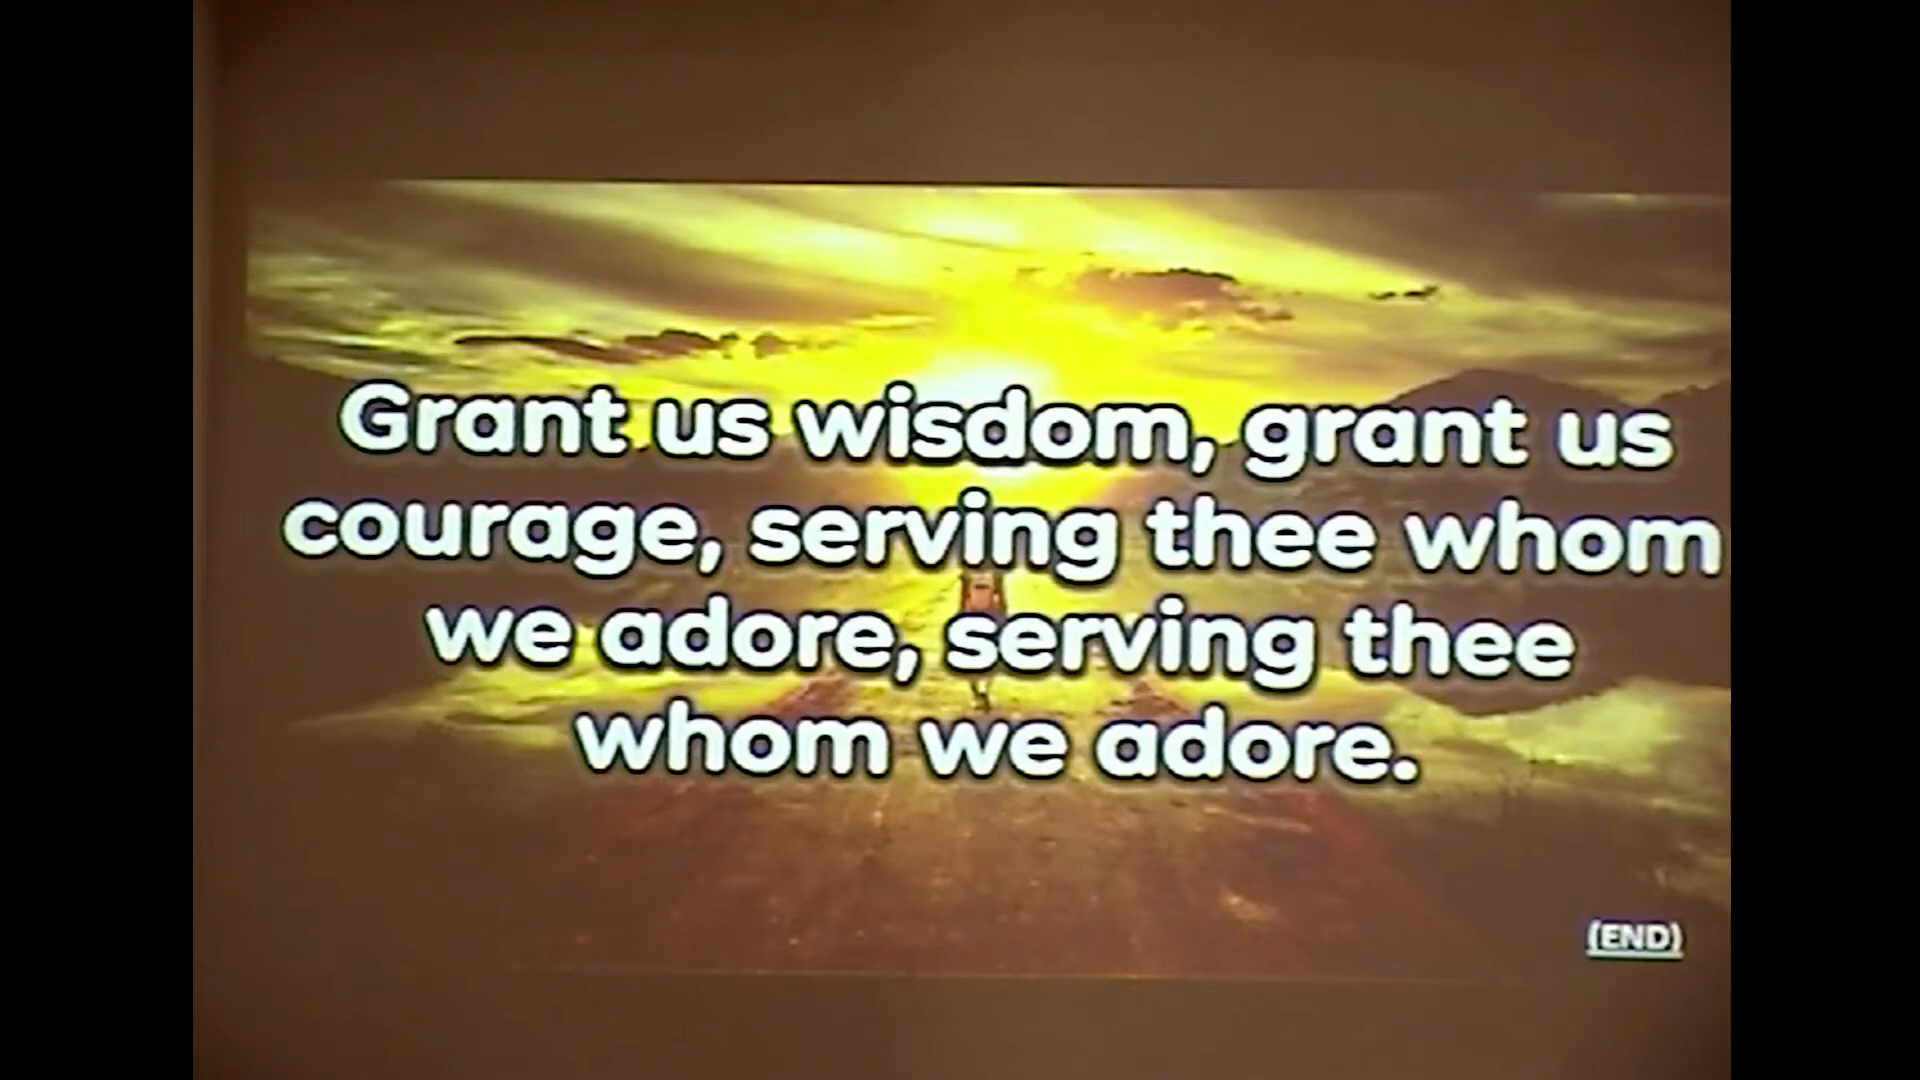 Grant us wisdom, grant us
courage, serving thee whom
we adore, serving thee
whom we adore.
(END)